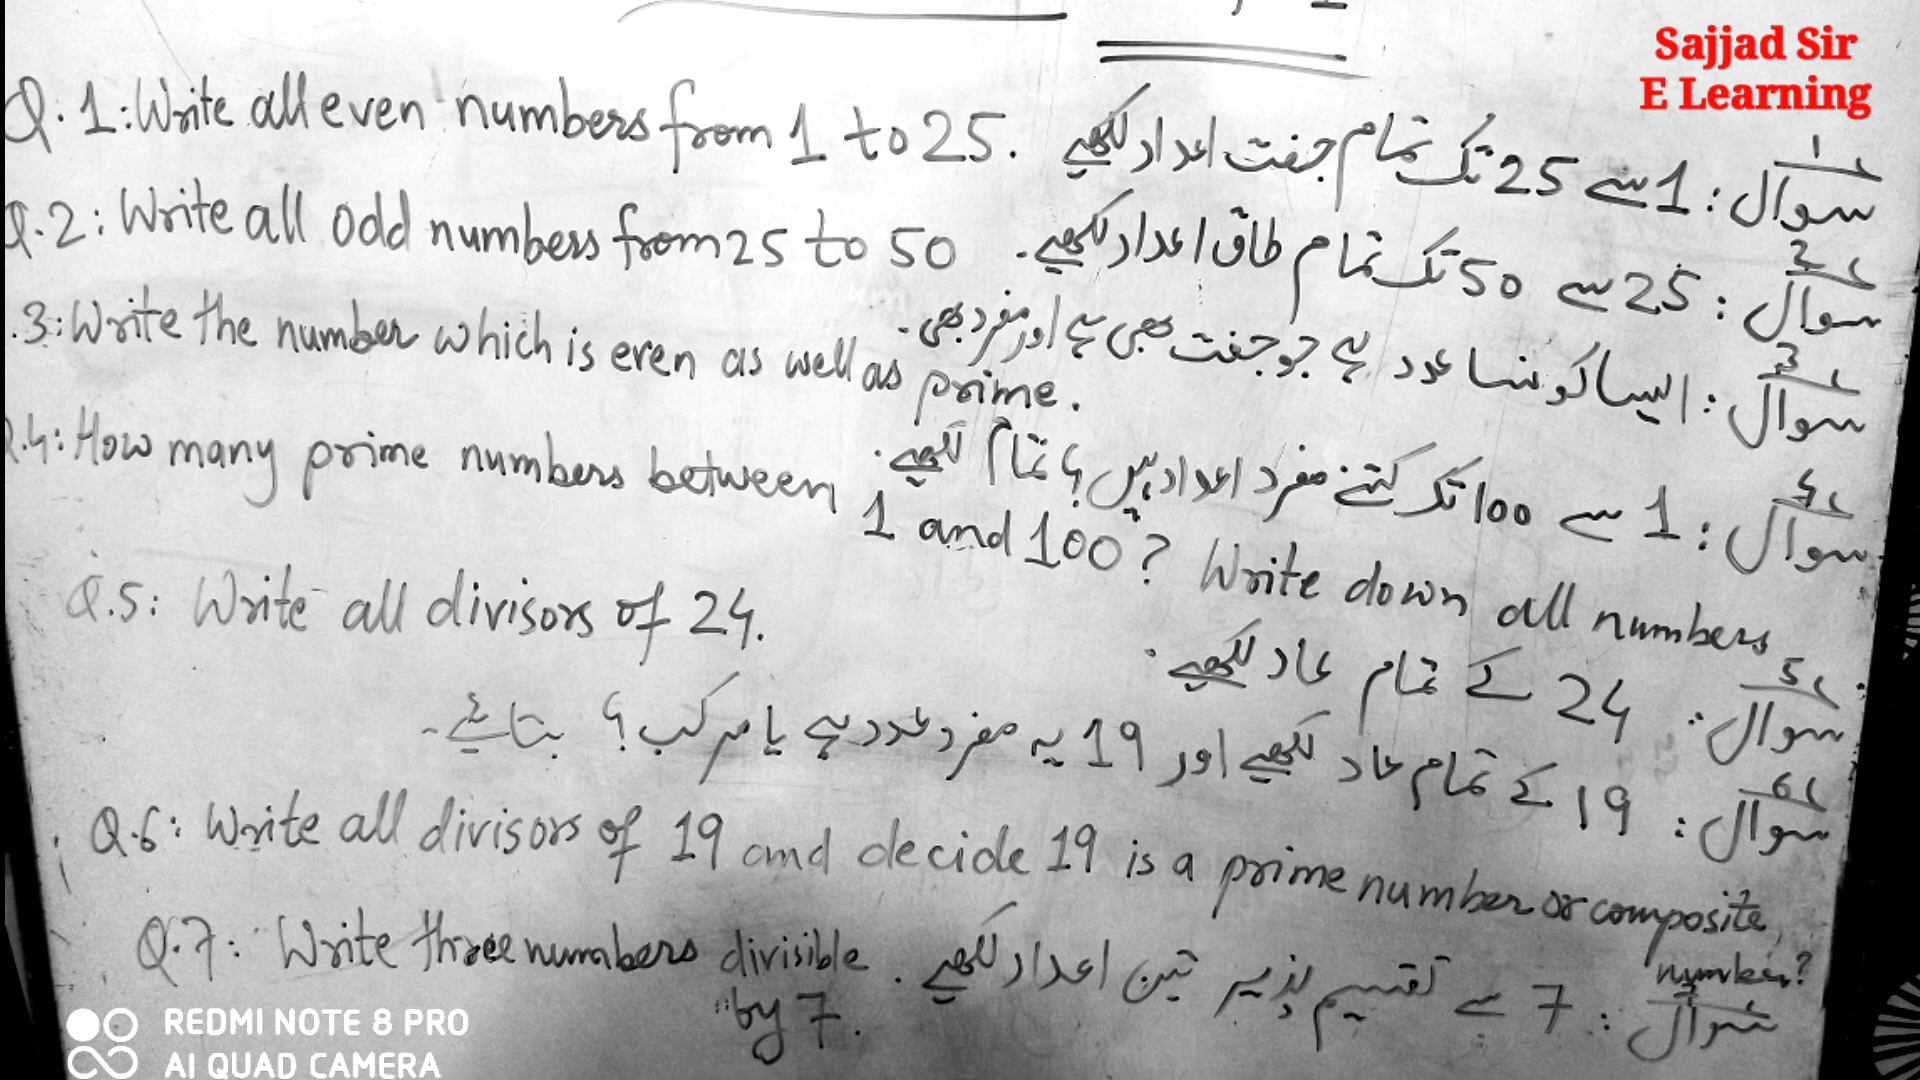 Sajjad Sir
E Learning
Q.1: Write all even numbers from 1 to 25.
سوال 1: 1 سے 25 تک تمام جفت اعداد لکھیے
Q.2: Write all odd numbers from 25 to 50
سوال 2: 25 سے 50 تک تمام طاق اعداد لکھیے.
.3: Write the number which is even as well as
prime.
سوال 3: ایسا کونسا عدد ہے جو جفت بھی ہے اور مفرد بھی.
Q.4: How many prime numbers between
1 and 100? Write down all numbers
سوال 4: 1 سے 100 تک کتنے مفرد اعداد ہیں؟ تمام لکھیے.
Q.5: Write all divisors of 24.
سوال 5: 24 کے تمام عاد لکھیے.
سوال 6: 19 کے تمام عاد لکھیے اور 19 یہ مفرد عدد ہے یا مرکب؟ بتائے۔
Q.6: Write all divisors of 19 and decide 19 is a prime number or composite
number?
Q.7: Write three numbers divisible
by 7.
سوال 7: 7 سے تقسیم پذیر تین اعداد لکھیے.
REDMI NOTE 8 PRO
AI QUAD CAMERA